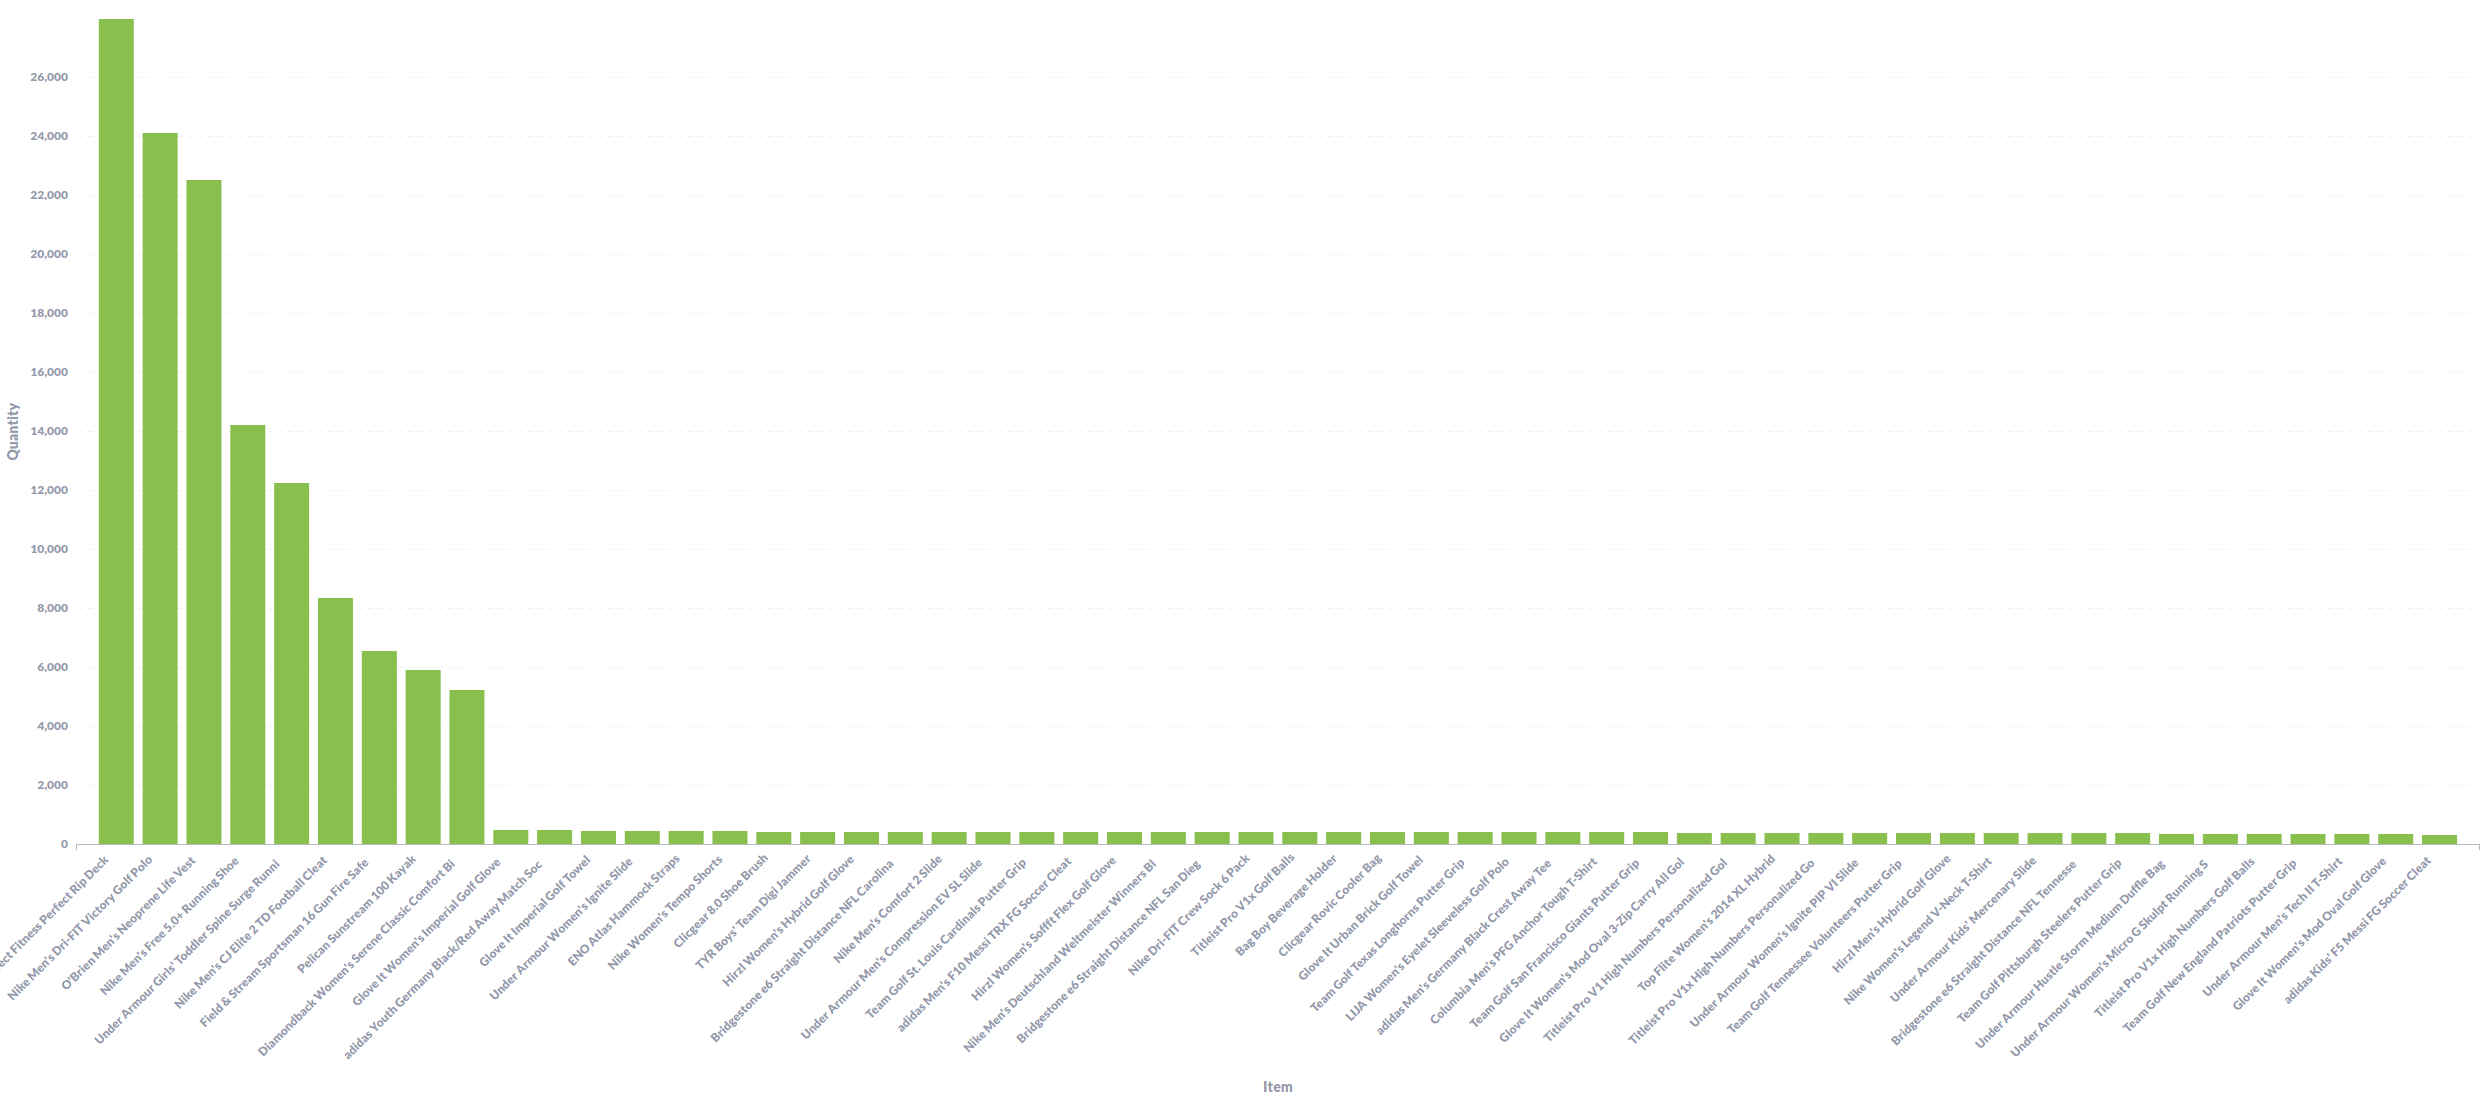 26,000
24,000
22,000
20,000
18,000
16,000
14,000
12,000
10,000
8,000
6,000
4,000
2,000
0
Quantity
ect Fitness Perfect Rip Deck
Nike Men's Dri-FIT Victory Golf Polo
O'Brien Men's Neoprene Life Vest
Nike Men's Free 5.0+ Running Shoe
Under Armour Girls' Toddler Spine Surge Runni
Nike Men's CJ Elite 2 TD Football Cleat
Field & Stream Sportsman 16 Gun Fire Safe
Pelican Sunstream 100 Kayak
Diamondback Women's Serene Classic Comfort Bi
Glove It Women's Imperial Golf Glove
adidas Youth Germany Black/Red Away Match Soc
Glove It Imperial Golf Towel
Under Armour Women's Ignite Slide
ENO Atlas Hammock Straps
Nike Women's Tempo Shorts
Clicgear 8.0 Shoe Brush
TYR Boys' Team Digi Jammer
Hirzl Women's Hybrid Golf Glove
Bridgestone e6 Straight Distance NFL Carolina
Nike Men's Comfort 2 Slide
Under Armour Men's Compression EV SL Slide
Team Golf St. Louis Cardinals Putter Grip
adidas Men's F10 Messi TRX FG Soccer Cleat
Hirzl Women's Soffft Flex Golf Glove
Nike Men's Deutschland Weltmeister Winners Bl
Bridgestone e6 Straight Distance NFL San Dieg
Nike Dri-FIT Crew Sock 6 Pack
Titleist Pro V1x Golf Balls
Bag Boy Beverage Holder
Clicgear Rovic Cooler Bag
Glove It Urban Brick Golf Towel
Team Golf Texas Longhorns Putter Grip
LIJA Women's Eyelet Sleeveless Golf Polo
adidas Men's Germany Black Crest Away Tee
Columbia Men's PFG Anchor Tough T-Shirt
Team Golf San Francisco Giants Putter Grip
Glove It Women's Mod Oval 3-Zip Carry All Gol
Titleist Pro V1 High Numbers Personalized Gol
Top Flite Women's 2014 XL Hybrid
Titleist Pro V1x High Numbers Personalized Go
Under Armour Women's Ignite PIP VI Slide
Team Golf Tennessee Volunteers Putter Grip
Hirzl Men's Hybrid Golf Glove
Nike Women's Legend V-Neck T-Shirt
Under Armour Kids' Mercenary Slide
Bridgestone e6 Straight Distance NFL Tennesse
Team Golf Pittsburgh Steelers Putter Grip
Under Armour Hustle Storm Medium Duffle Bag
Under Armour Women's Micro G Skulpt Running S
Titleist Pro V1x High Numbers Golf Balls
Team Golf New England Patriots Putter Grip
Under Armour Men's Tech II T-Shirt
Glove It Women's Mod Oval Golf Glove
adidas Kids' F5 Messi FG Soccer Cleat
Item